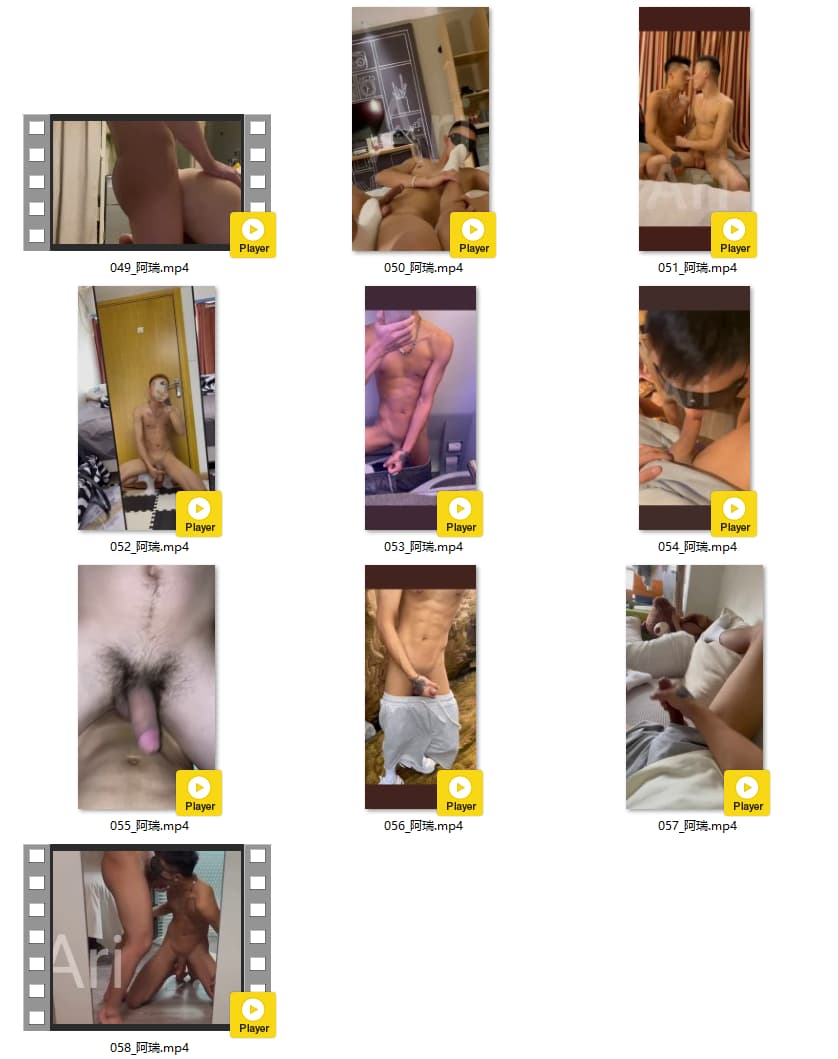 Player
Player
Player
049_阿瑞.mp4
050_阿瑞.mp4
051_阿瑞.mp4
Player
Player
Player
052_阿瑞.mp4
053_阿瑞.mp4
054_阿瑞.mp4
Player
Player
Player
055_阿瑞.mp4
056_阿瑞.mp4
057_阿瑞.mp4
Ari
Player
058_阿瑞.mp4